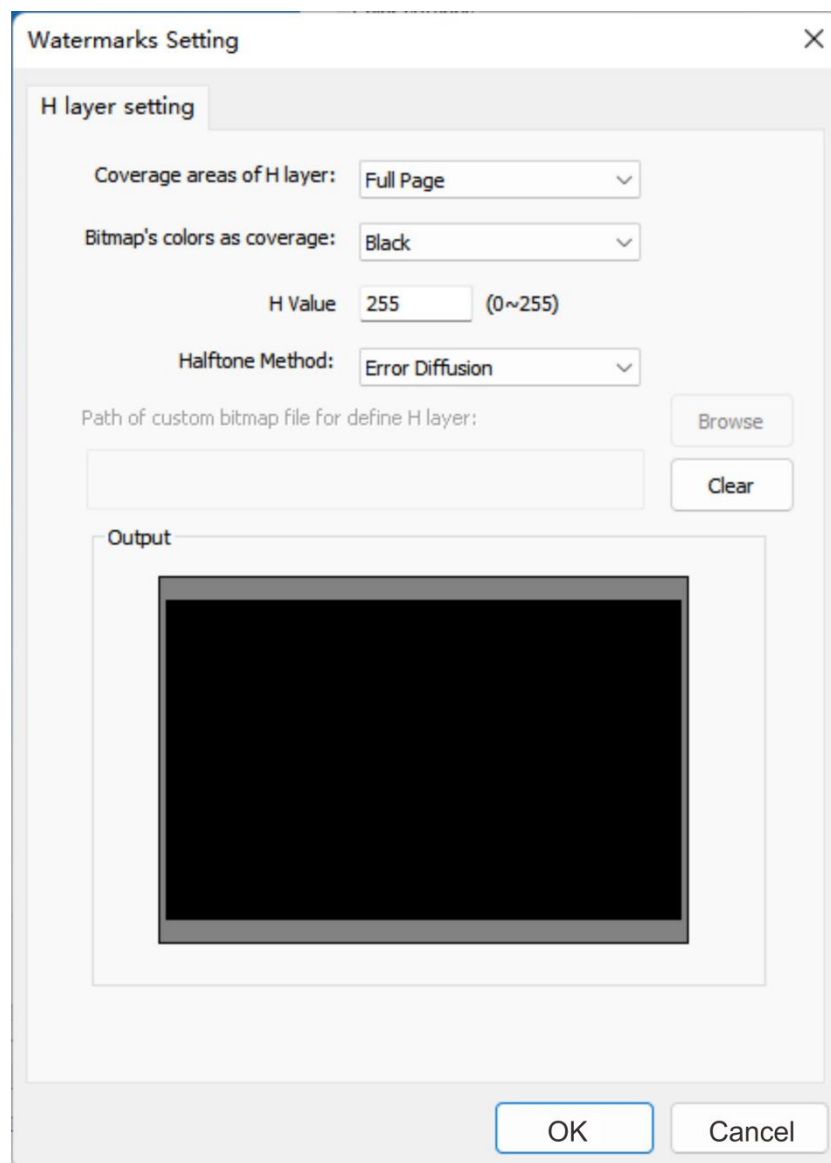 Watermarks Setting
H layer setting
Coverage areas of H layer: Full Page
Bitmap's colors as coverage: Black
H Value 255 (0~255)
Halftone Method: Error Diffusion
Path of custom bitmap file for define H layer: Browse
Clear
Output
OK Cancel